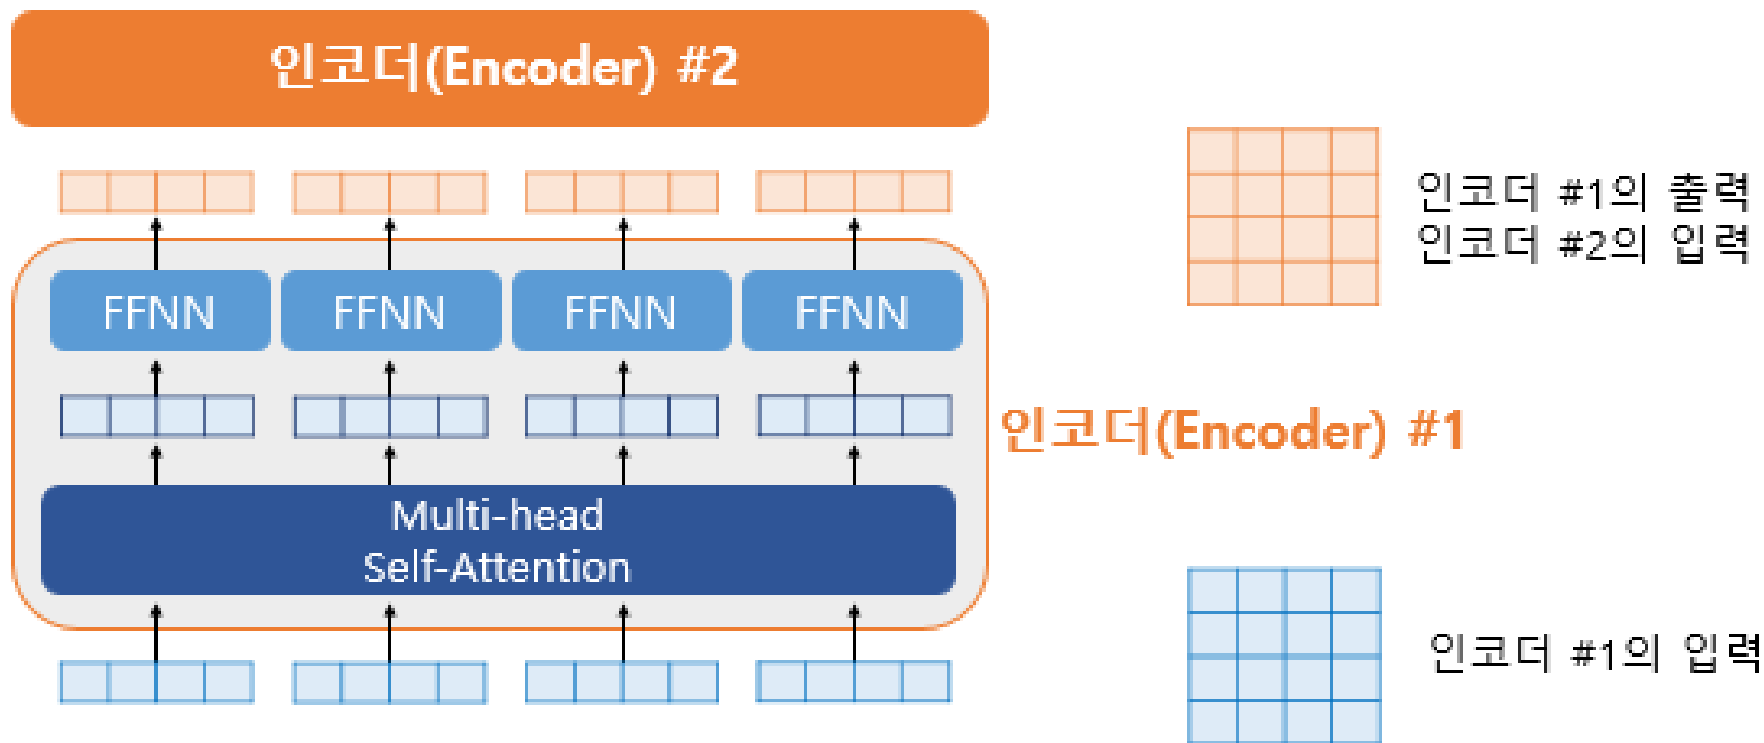 인코더(Encoder) #2
인코더 #1의 출력
인코더 #2의 입력
FFNN FFNN FFNN FFNN
인코더(Encoder) #1
Multi-head
Self-Attention
인코더 #1의 입력